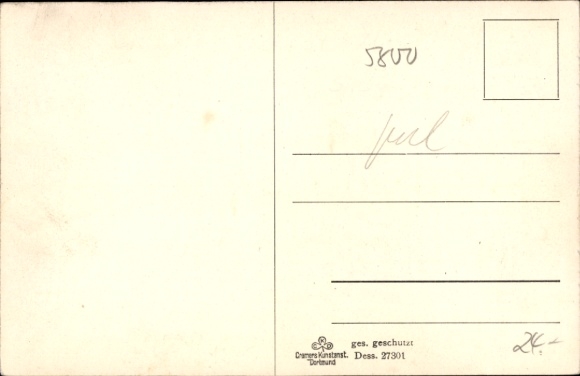 5800
ges. geschützt
Cramers Kunstanst. Dess. 27301
Dortmund
24.-